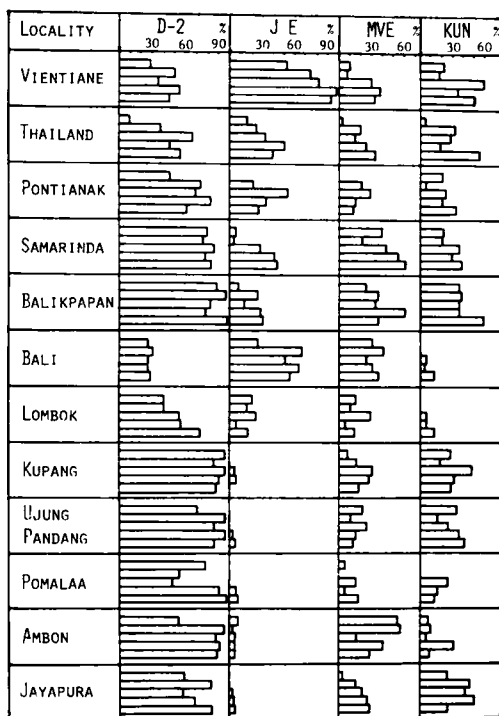 LOCALITY D-2 % J E % MVE % KUN %
30 60 90 30 60 90 30 60 30 60
VIENTIANE
THAILAND
PONTIANAK
SAMARINDA
BALIKPAPAN
BALI
LOMBOK
KUPANG
UJUNG
PANDANG
POMALAA
AMBON
JAYAPURA